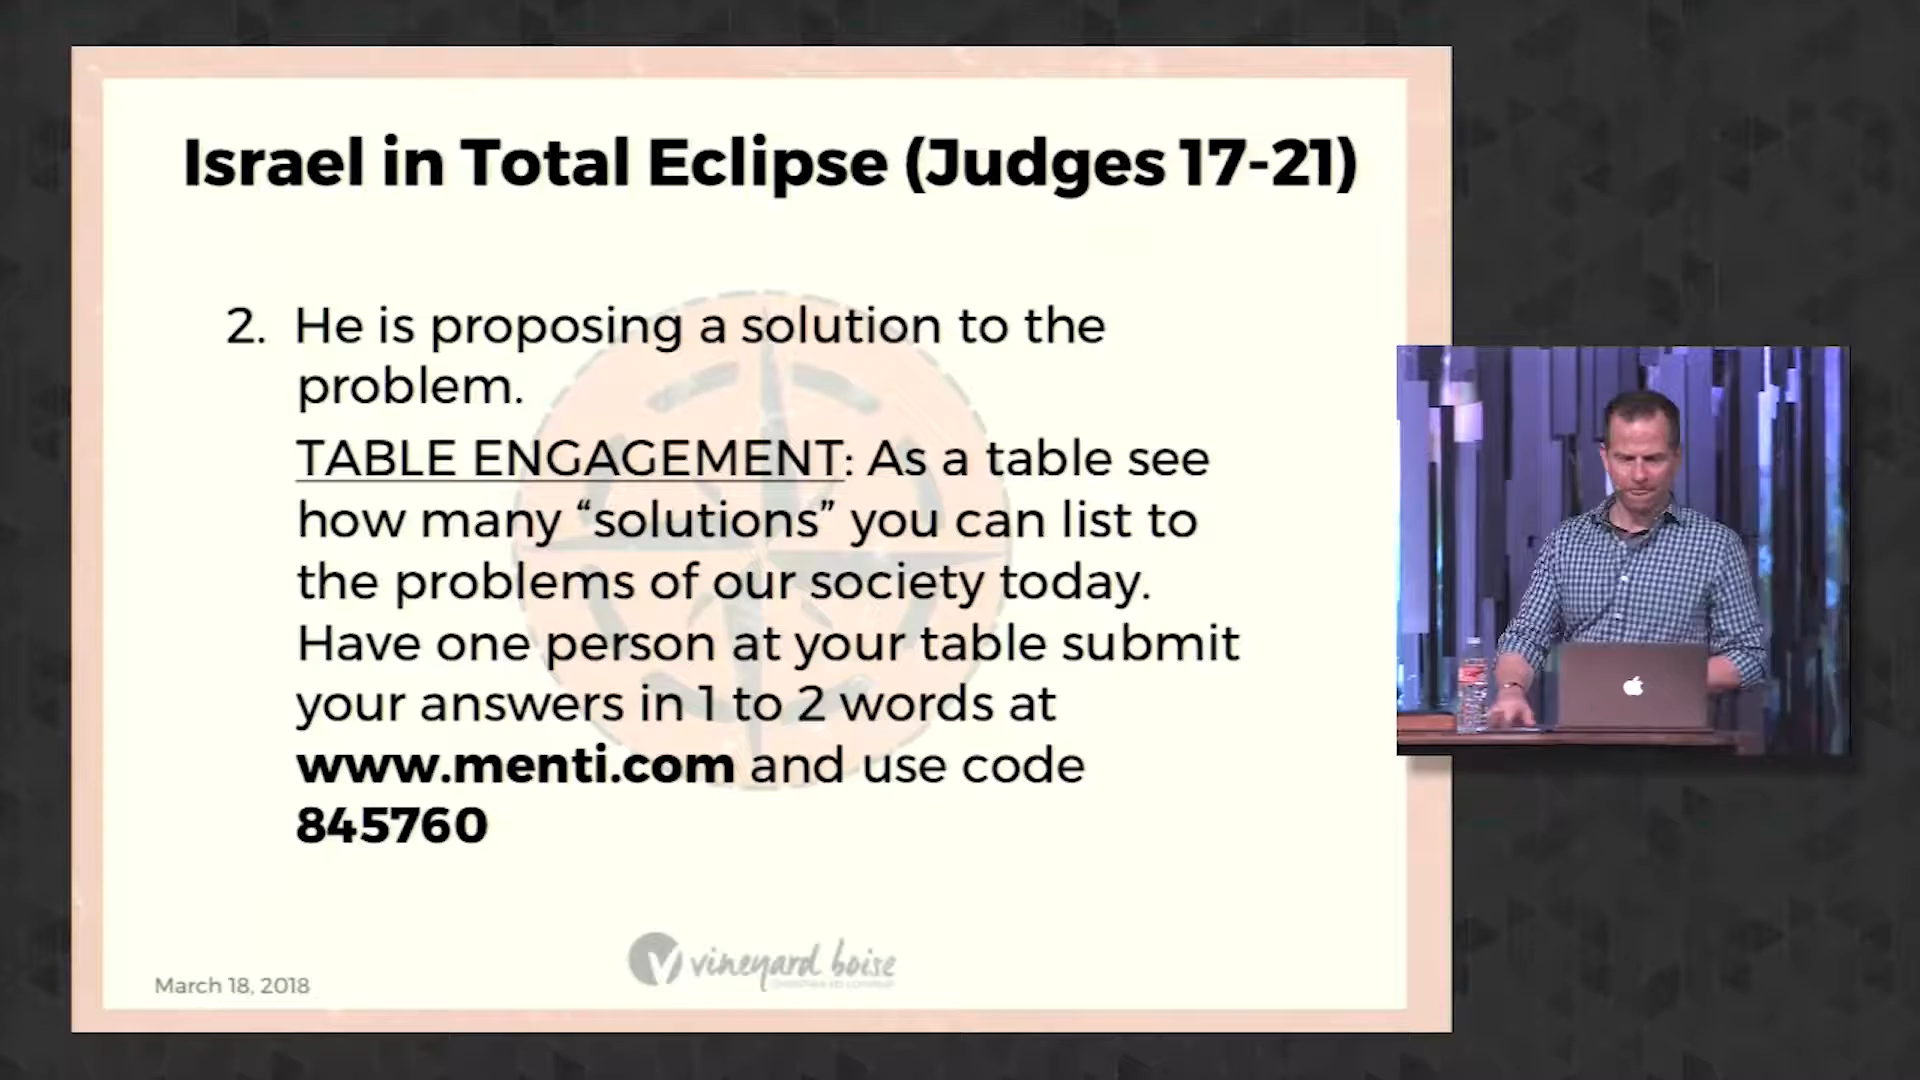 Israel in Total Eclipse (Judges 17-21)
2. He is proposing a solution to the
problem.
TABLE ENGAGEMENT: As a table see
how many “solutions” you can list to
the problems of our society today.
Have one person at your table submit
your answers in 1 to 2 words at
www.menti.com and use code
845760
vineyard boise
March 18, 2018